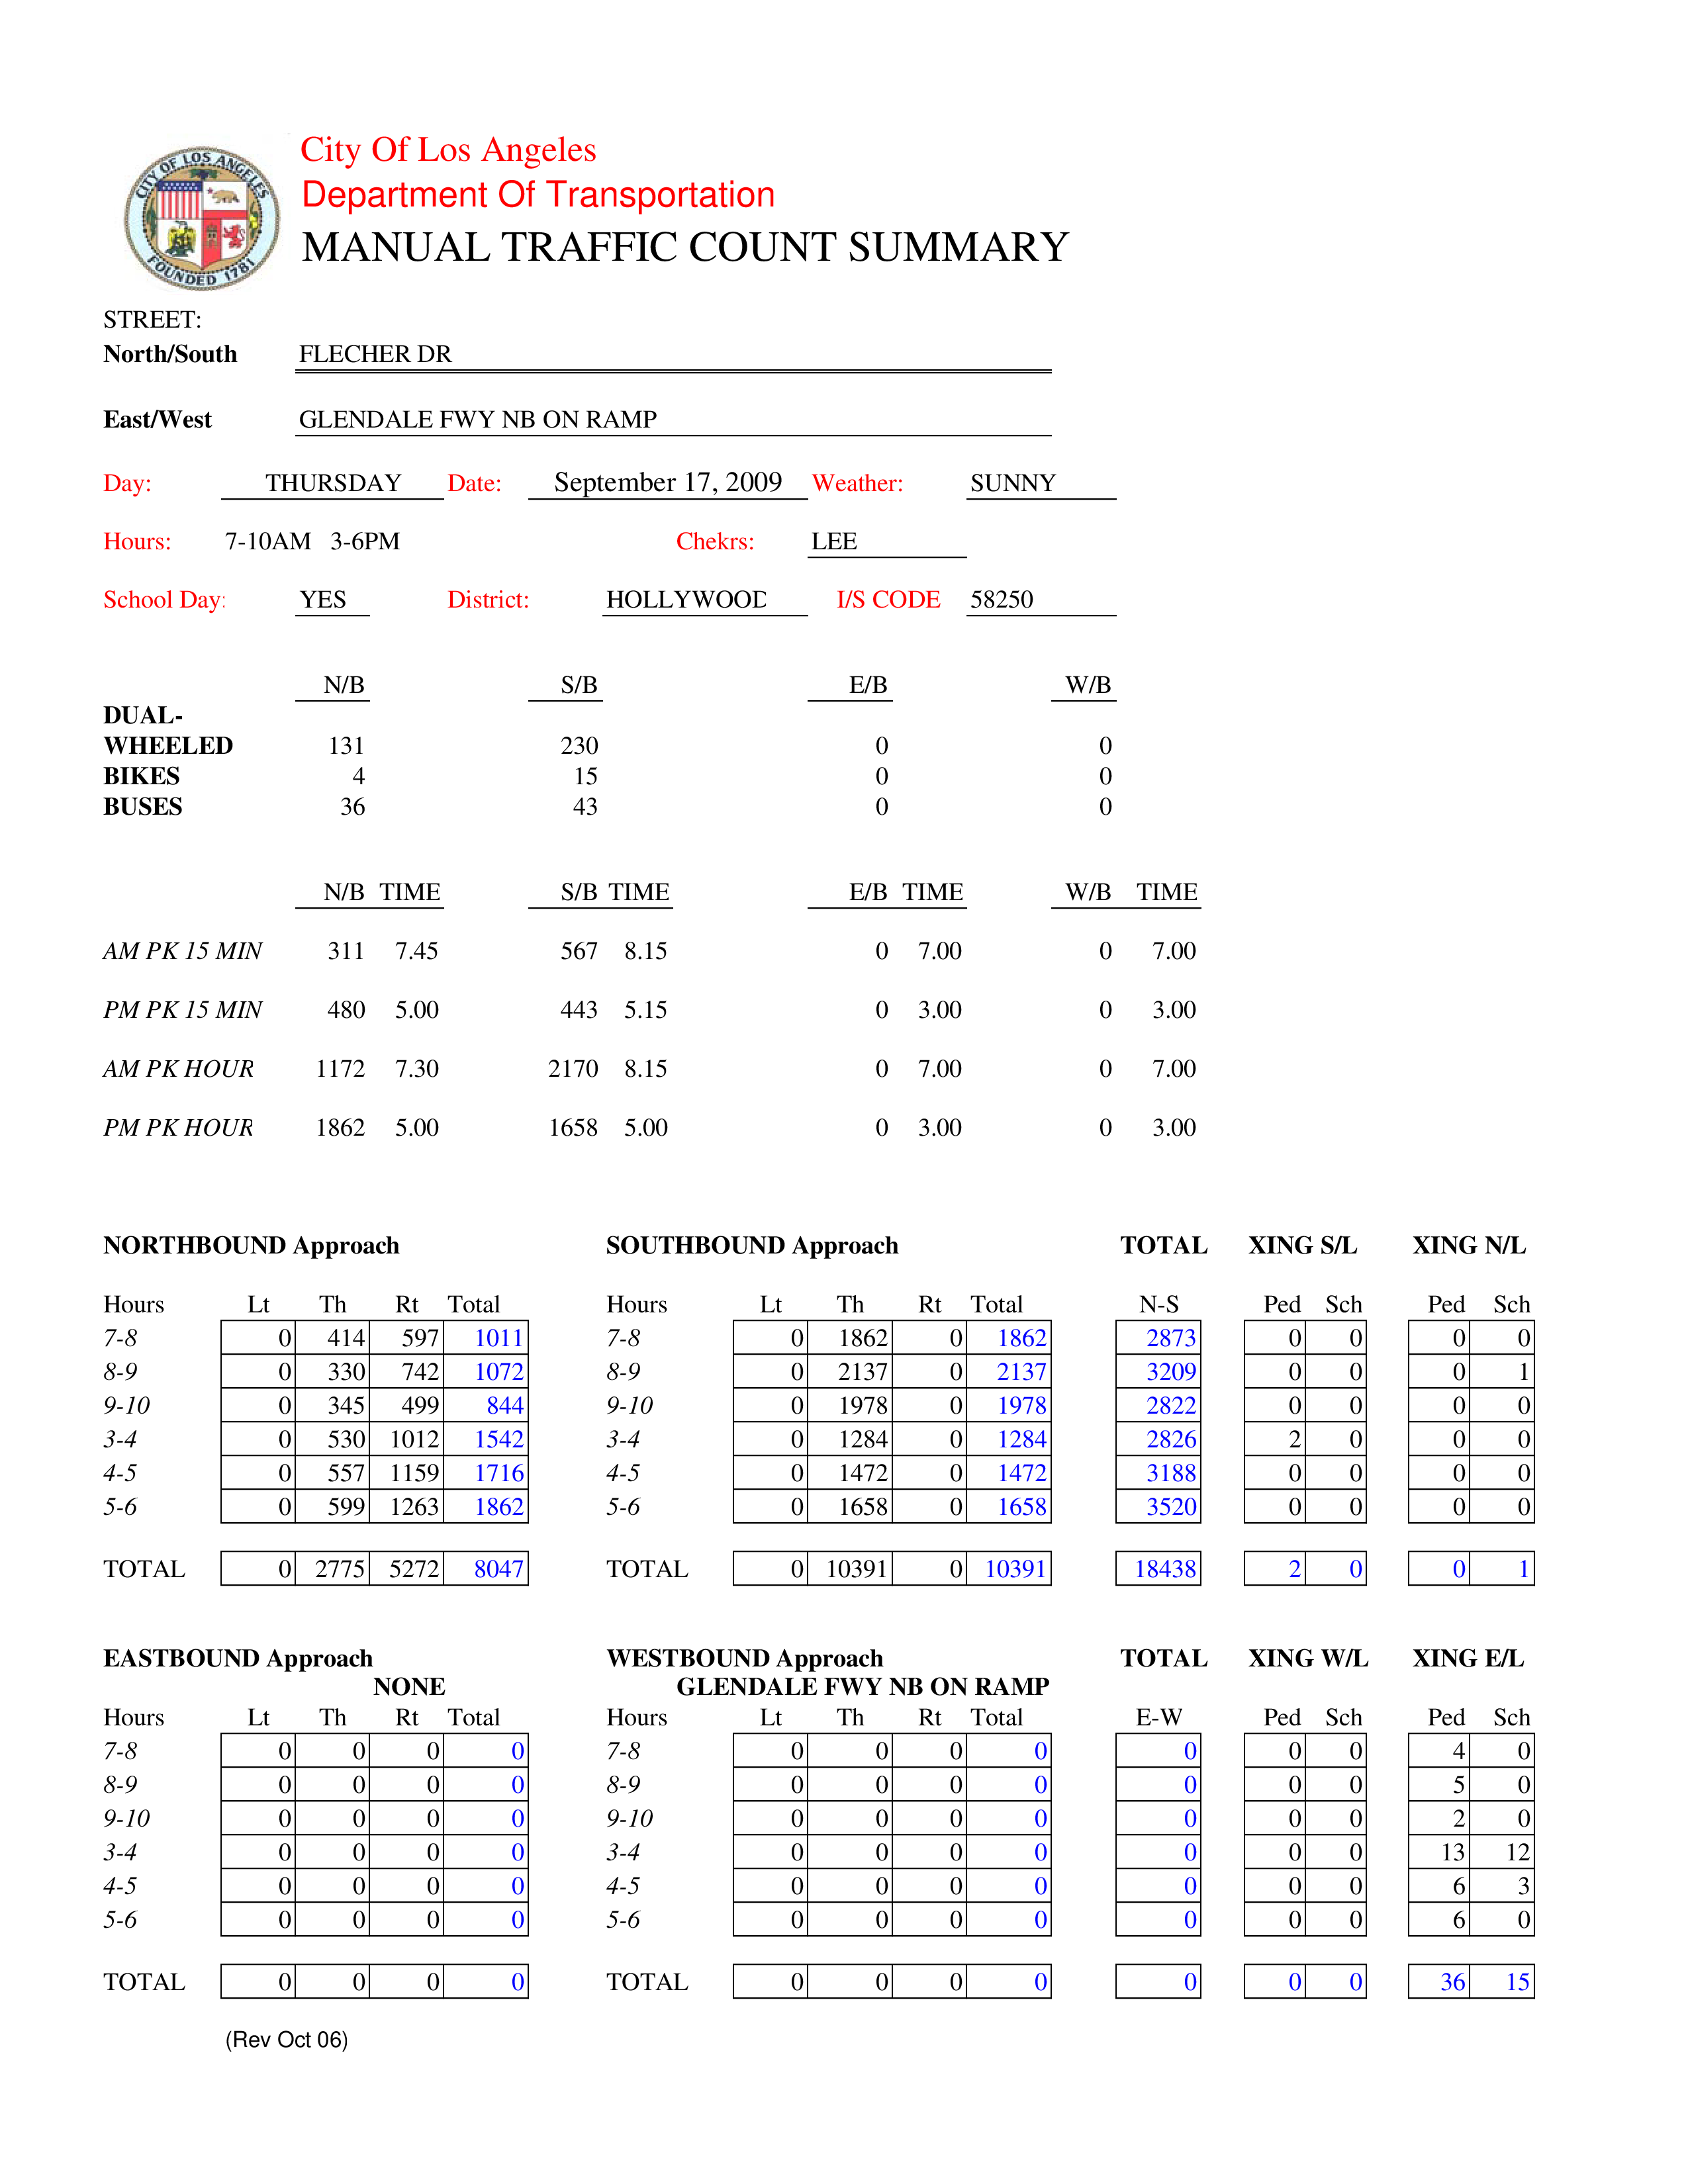 CITY OF LOS ANGELES
FOUNDED 1781
City Of Los Angeles
Department Of Transportation
MANUAL TRAFFIC COUNT SUMMARY
STREET:
North/South FLECHER DR
East/West GLENDALE FWY NB ON RAMP
Day: THURSDAY Date: September 17, 2009 Weather: SUNNY
Hours: 7-10AM 3-6PM Chekrs: LEE
School Day: YES District: HOLLYWOOD I/S CODE 58250
N/B S/B E/B W/B
DUAL-
WHEELED 131 230 0 0
BIKES 4 15 0 0
BUSES 36 43 0 0
N/B TIME S/B TIME E/B TIME W/B TIME
AM PK 15 MIN 311 7.45 567 8.15 0 7.00 0 7.00
PM PK 15 MIN 480 5.00 443 5.15 0 3.00 0 3.00
AM PK HOUR 1172 7.30 2170 8.15 0 7.00 0 7.00
PM PK HOUR 1862 5.00 1658 5.00 0 3.00 0 3.00
NORTHBOUND Approach SOUTHBOUND Approach TOTAL XING S/L XING N/L
Hours Lt Th Rt Total Hours Lt Th Rt Total N-S Ped Sch Ped Sch
7-8 0 414 597 1011 7-8 0 1862 0 1862 2873 0 0 0 0
8-9 0 330 742 1072 8-9 0 2137 0 2137 3209 0 0 0 1
9-10 0 345 499 844 9-10 0 1978 0 1978 2822 0 0 0 0
3-4 0 530 1012 1542 3-4 0 1284 0 1284 2826 2 0 0 0
4-5 0 557 1159 1716 4-5 0 1472 0 1472 3188 0 0 0 0
5-6 0 599 1263 1862 5-6 0 1658 0 1658 3520 0 0 0 0
TOTAL 0 2775 5272 8047 TOTAL 0 10391 0 10391 18438 2 0 0 1
EASTBOUND Approach WESTBOUND Approach TOTAL XING W/L XING E/L
NONE GLENDALE FWY NB ON RAMP
Hours Lt Th Rt Total Hours Lt Th Rt Total E-W Ped Sch Ped Sch
7-8 0 0 0 0 7-8 0 0 0 0 0 0 0 4 0
8-9 0 0 0 0 8-9 0 0 0 0 0 0 0 5 0
9-10 0 0 0 0 9-10 0 0 0 0 0 0 0 2 0
3-4 0 0 0 0 3-4 0 0 0 0 0 0 0 13 12
4-5 0 0 0 0 4-5 0 0 0 0 0 0 0 6 3
5-6 0 0 0 0 5-6 0 0 0 0 0 0 0 6 0
TOTAL 0 0 0 0 TOTAL 0 0 0 0 0 0 0 36 15
(Rev Oct 06)